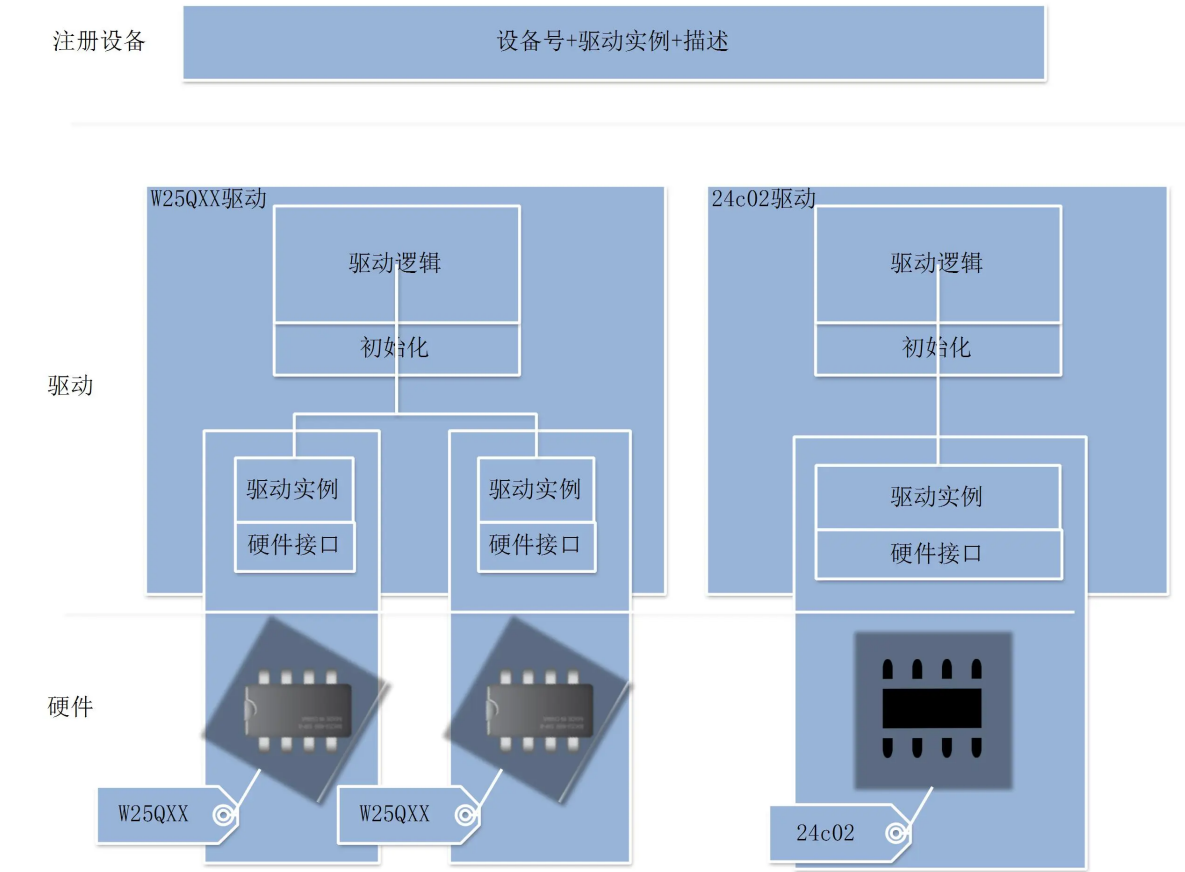 注册设备
设备号+驱动实例+描述
W25QXX驱动
24c02驱动
驱动逻辑
驱动逻辑
初始化
初始化
驱动
驱动实例
驱动实例
驱动实例
硬件接口
硬件接口
硬件接口
硬件
W25QXX
W25QXX
24c02